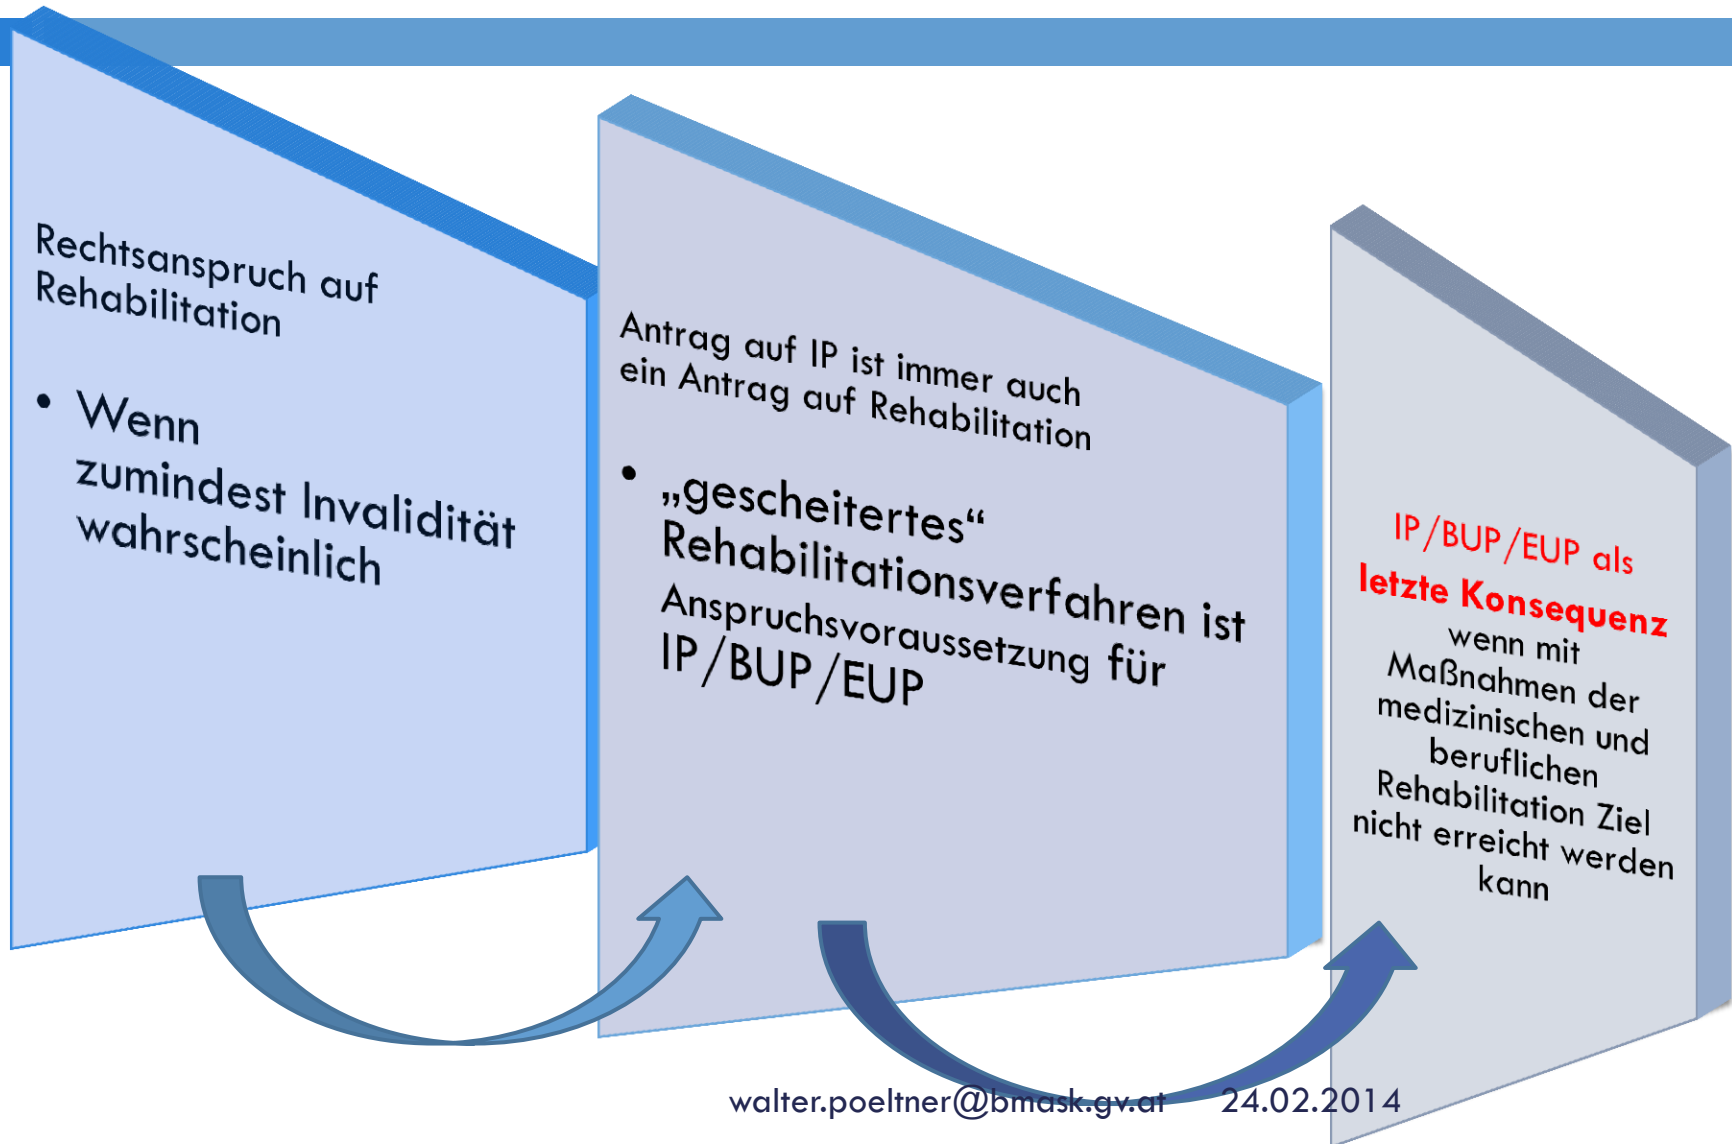 Rechtsanspruch auf
Rehabilitation
• Wenn
zumindest Invalidität
wahrscheinlich
Antrag auf IP ist immer auch
ein Antrag auf Rehabilitation
• „gescheitertes“
Rehabilitationsverfahren ist
Anspruchsvoraussetzung für
IP/BUP/EUP
IP/BUP/EUP als
letzte Konsequenz
wenn mit
Maßnahmen der
medizinischen und
beruflichen
Rehabilitation Ziel
nicht erreicht werden
kann
walter.poeltner@bmask.gv.at 24.02.2014